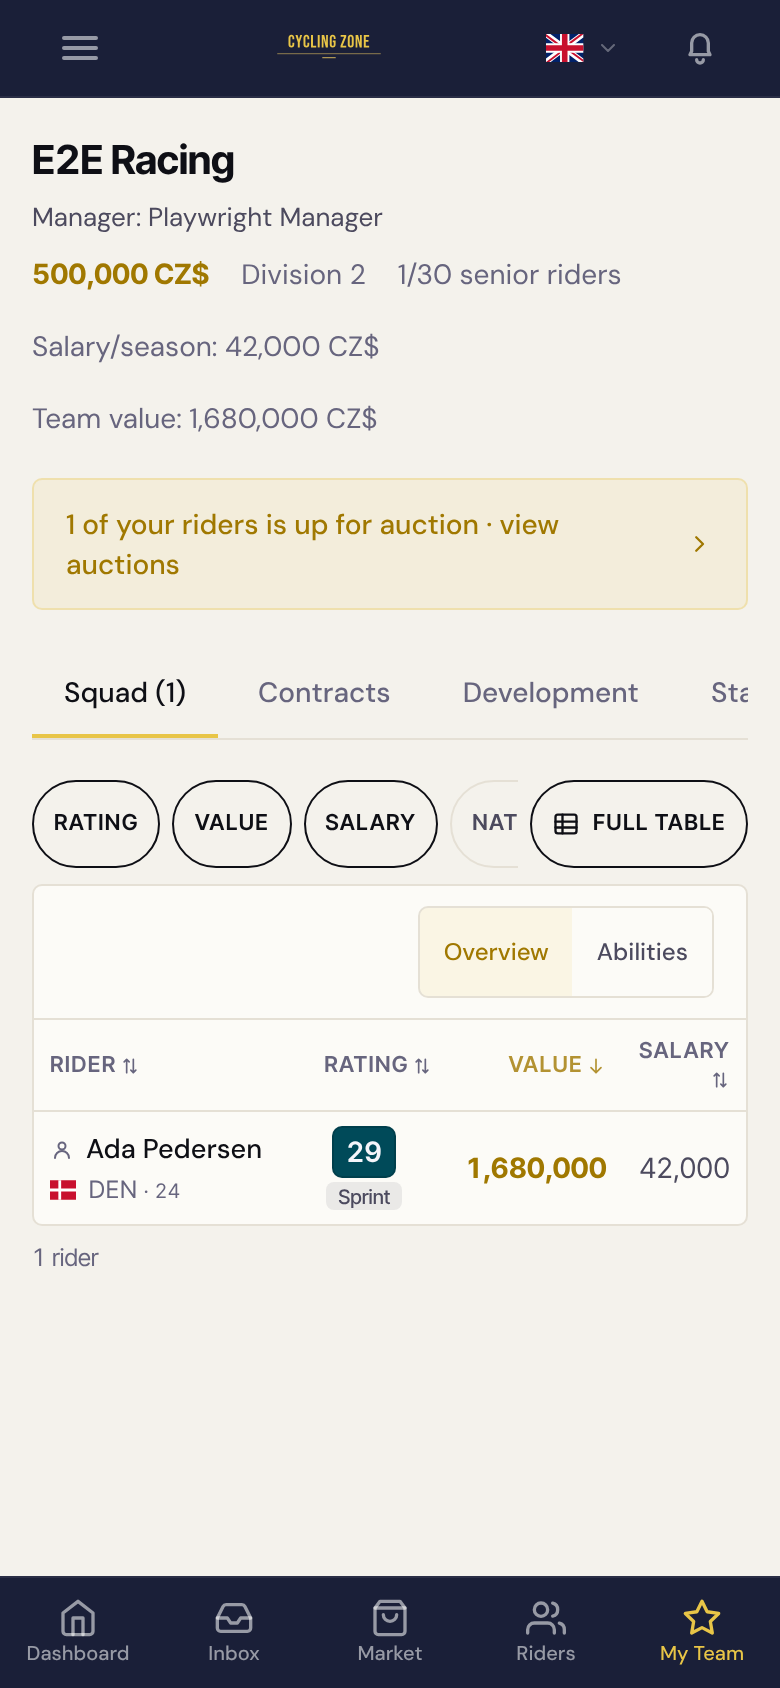 CYCLING ZONE
E2E Racing
Manager: Playwright Manager
500,000 CZ$ Division 2 1/30 senior riders
Salary/season: 42,000 CZ$
Team value: 1,680,000 CZ$
1 of your riders is up for auction · view
auctions
Squad (1) Contracts Development Sta
RATING VALUE SALARY NAT FULL TABLE
Overview Abilities
RIDER ⇅ RATING ⇅ VALUE ↓ SALARY
⇅
Ada Pedersen 29 1,680,000 42,000
DEN · 24 Sprint
1 rider
Dashboard Inbox Market Riders My Team